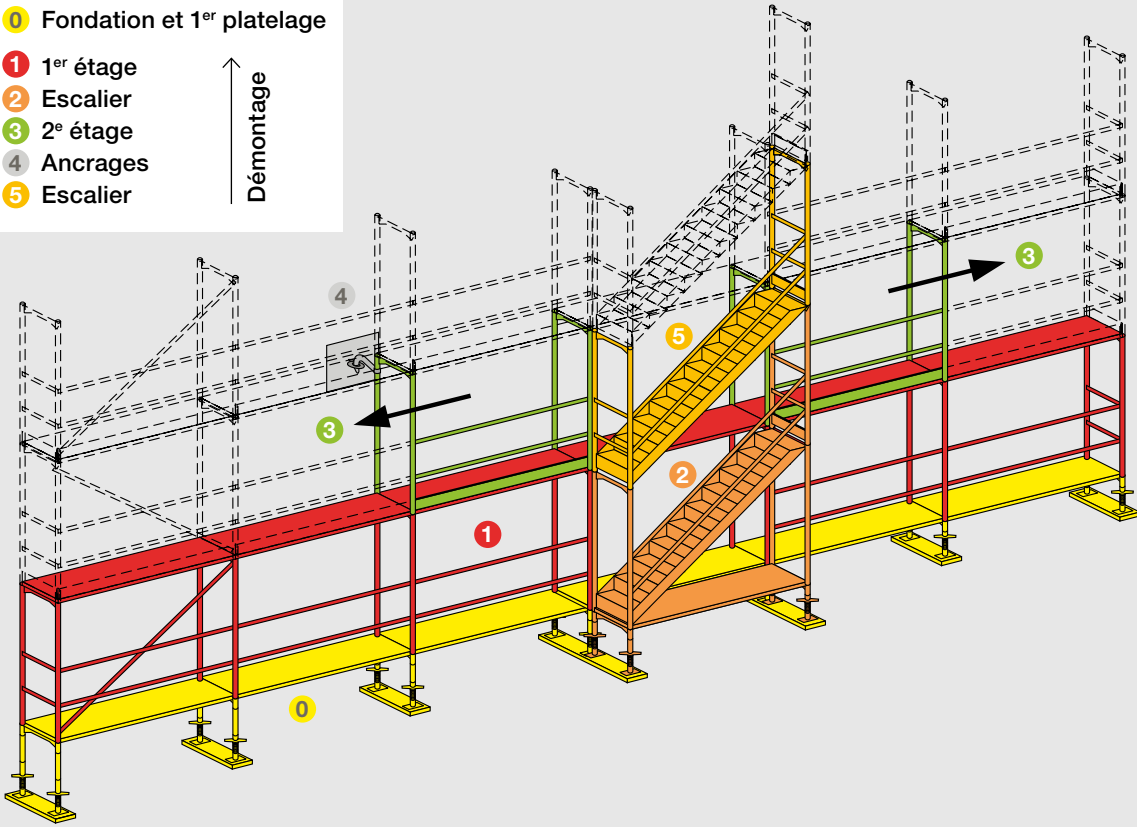 0 Fondation et 1er platelage
1 1er étage
2 Escalier
3 2e étage
4 Ancrages
5 Escalier
Démontage
4
3
3
5
2
1
0